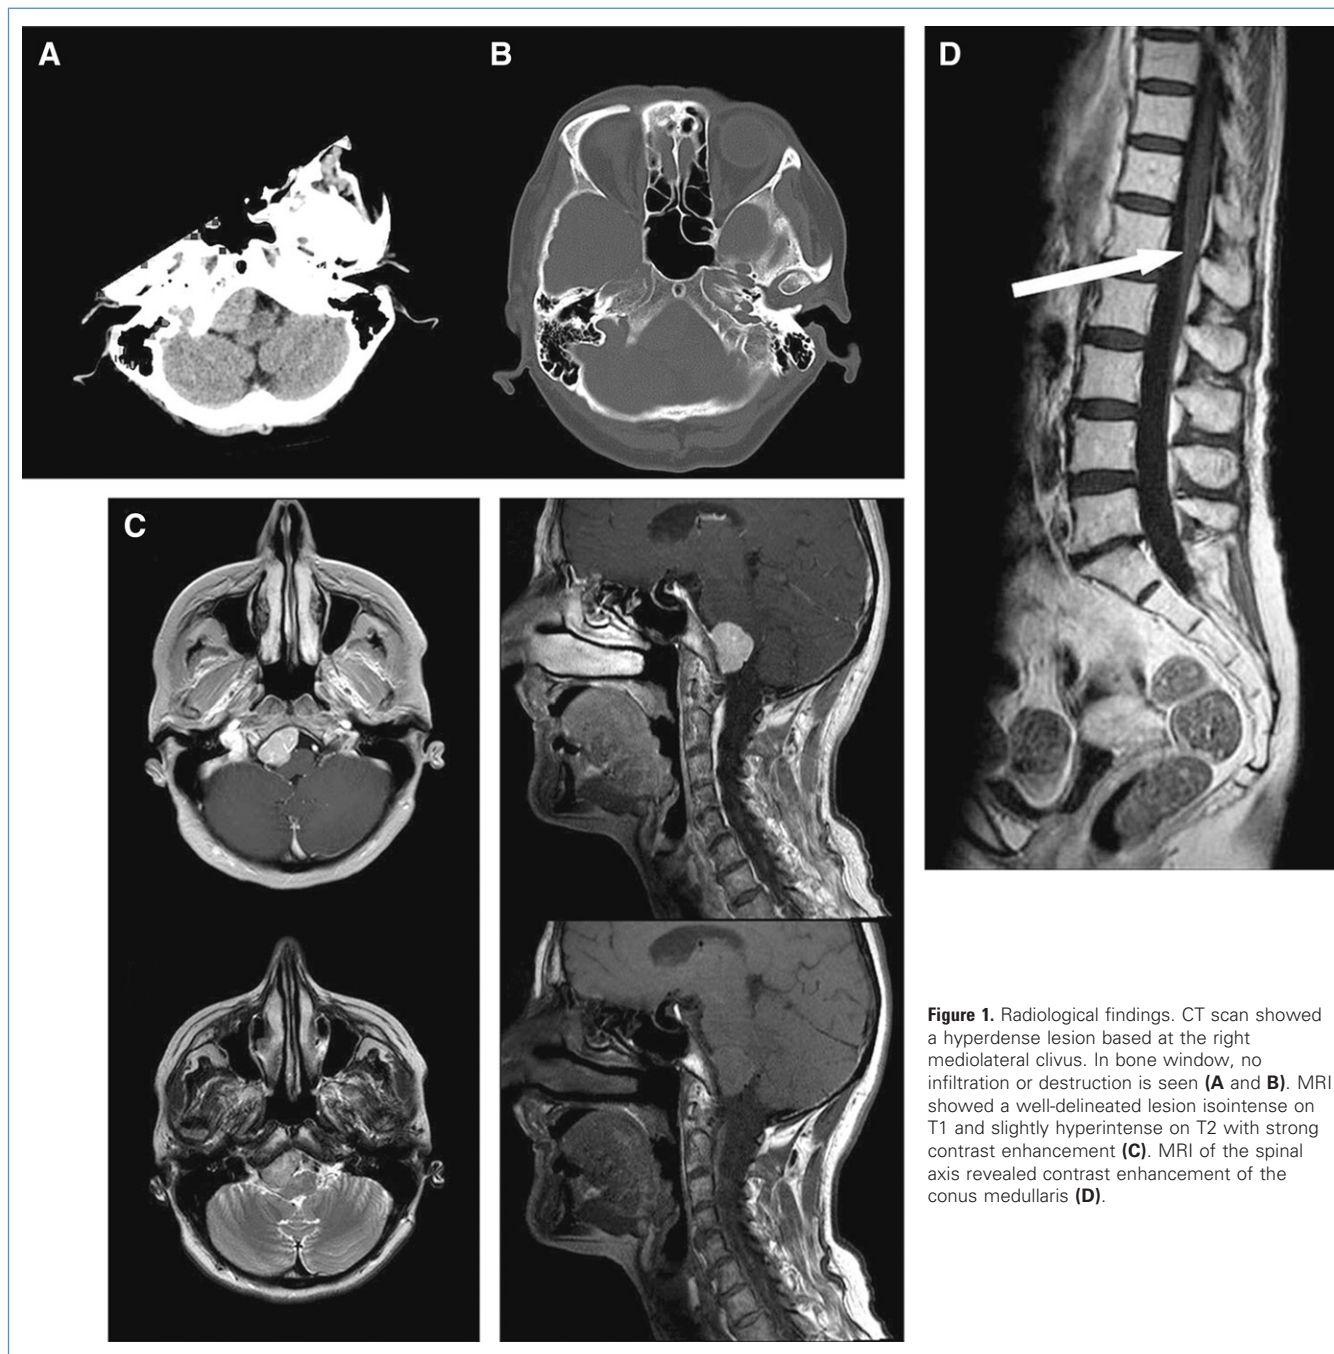 A
B
D
C
Figure 1. Radiological findings. CT scan showed
a hyperdense lesion based at the right
mediolateral clivus. In bone window, no
infiltration or destruction is seen (A and B). MRI
showed a well-delineated lesion isointense on
T1 and slightly hyperintense on T2 with strong
contrast enhancement (C). MRI of the spinal
axis revealed contrast enhancement of the
conus medullaris (D).